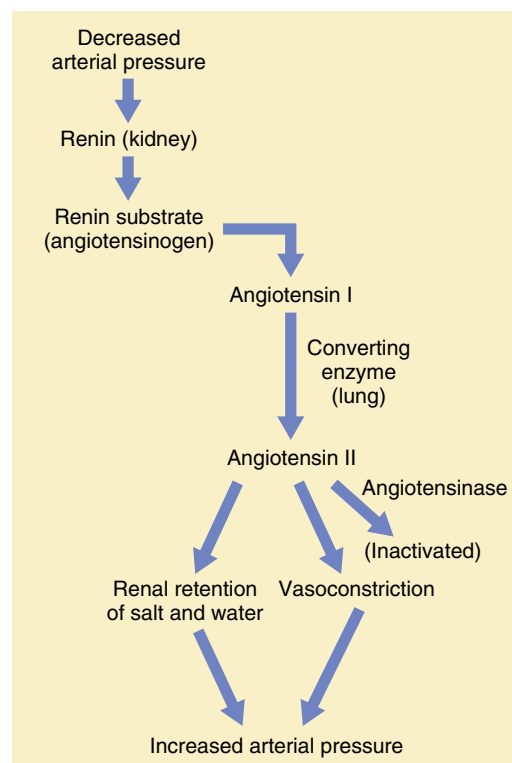 Decreased
arterial pressure
Renin (kidney)
Renin substrate
(angiotensinogen)
Angiotensin I
Converting
enzyme
(lung)
Angiotensin II
Angiotensinase
(Inactivated)
Renal retention
of salt and water
Vasoconstriction
Increased arterial pressure